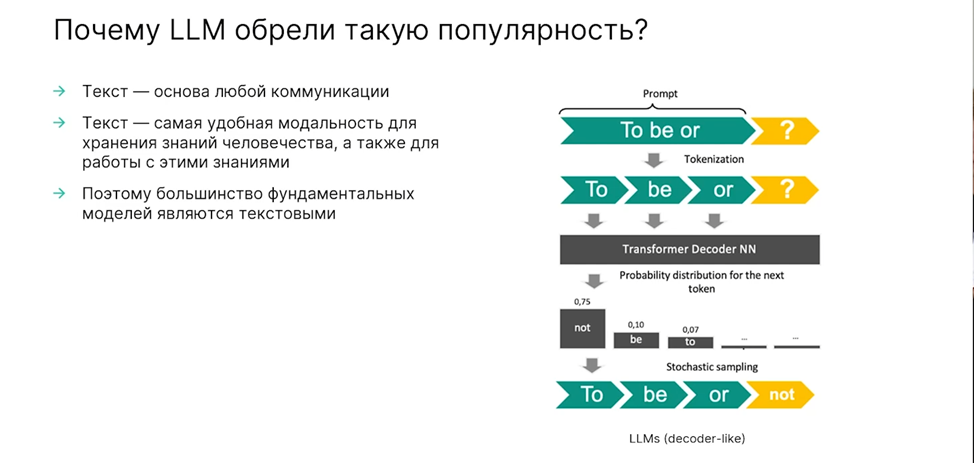 Почему LLM обрели такую популярность?
→ Текст — основа любой коммуникации
→ Текст — самая удобная модальность для
хранения знаний человечества, а также для
работы с этими знаниями
→ Поэтому большинство фундаментальных
моделей являются текстовыми
Prompt
To be or ?
Tokenization
To be or ?
Transformer Decoder NN
Probability distribution for the next
token
0,75
not
0,10
be
0,07
to
...
...
Stochastic sampling
To be or not
LLMs (decoder-like)